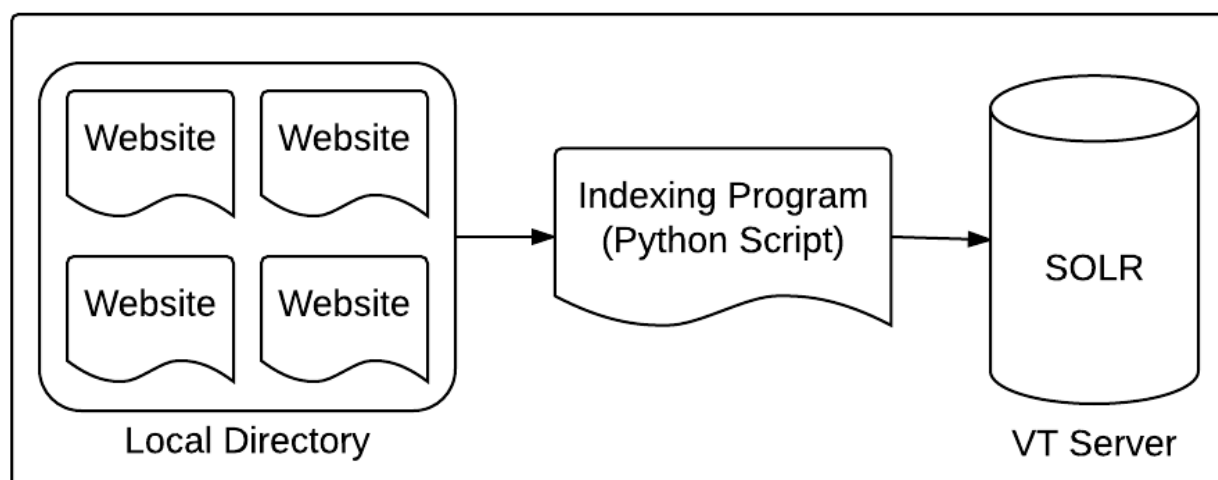 Website
Website
Website
Website
Local Directory
Indexing Program
(Python Script)
SOLR
VT Server